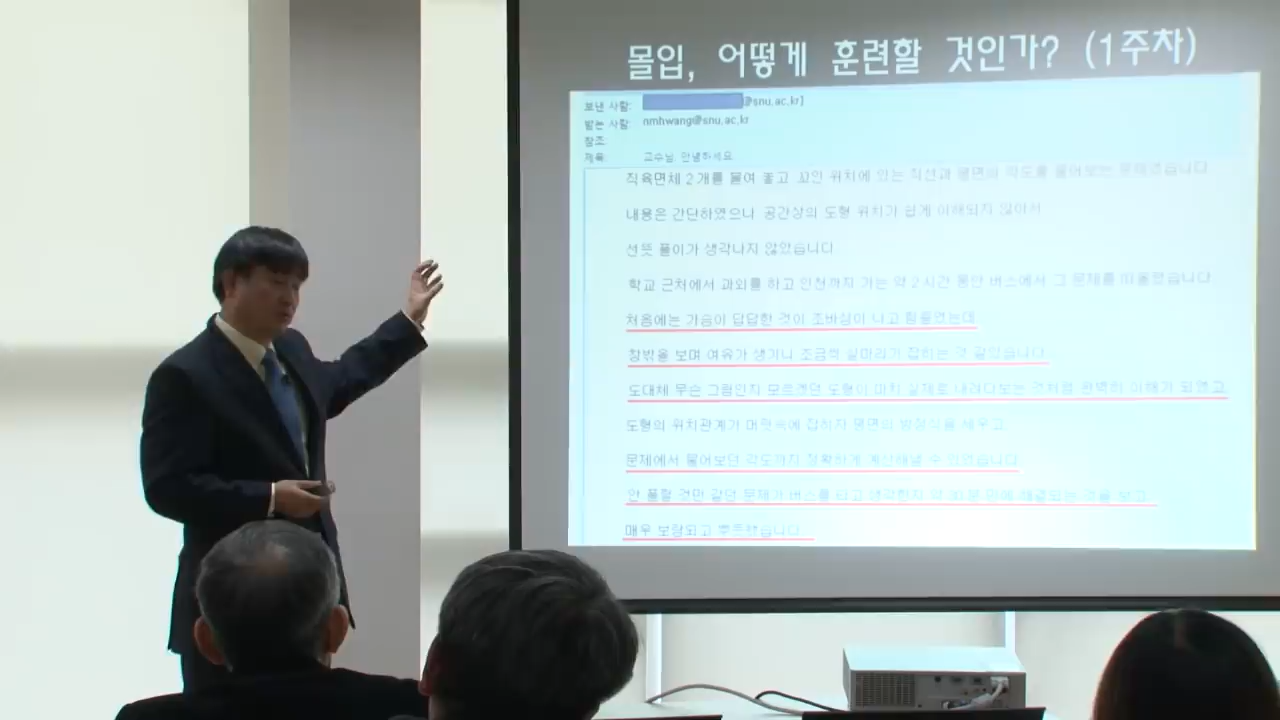 몰입, 어떻게 훈련할 것인가? (1주차)
보낸 사람: @snu.ac.kr]
받는 사람: nmhwang@snu.ac.kr
참조:
제목: 교수님, 안녕하세요.
직육면체 2개를 붙여 놓고 꼬인 위치에 있는 직선과 평면의 각도를 물어보는 문제였습니다
내용은 간단하였으나 공간상의 도형 위치가 쉽게 이해되지 않아서
선뜻 풀이가 생각나지 않았습니다
학교 근처에서 과외를 하고 인천까지 가는 약 2시간 동안 버스에서 그 문제를 떠올렸습니다
처음에는 가슴이 답답한 것이 조바심이 나고 힘들었는데
창밖을 보며 여유가 생기니 조금씩 실마리가 잡히는 것 같았습니다
도대체 무슨 그림인지 모르겠던 도형이 마치 실제로 내려다보는 것처럼 완벽히 이해가 되었고
도형의 위치관계가 머릿속에 잡히자 평면의 방정식을 세우고
문제에서 물어보던 각도까지 정확하게 계산해낼 수 있었습니다
안 풀릴 것만 같던 문제가 버스를 타고 생각한지 약 30분 만에 해결되는 것을 보고
매우 보람되고 뿌듯했습니다